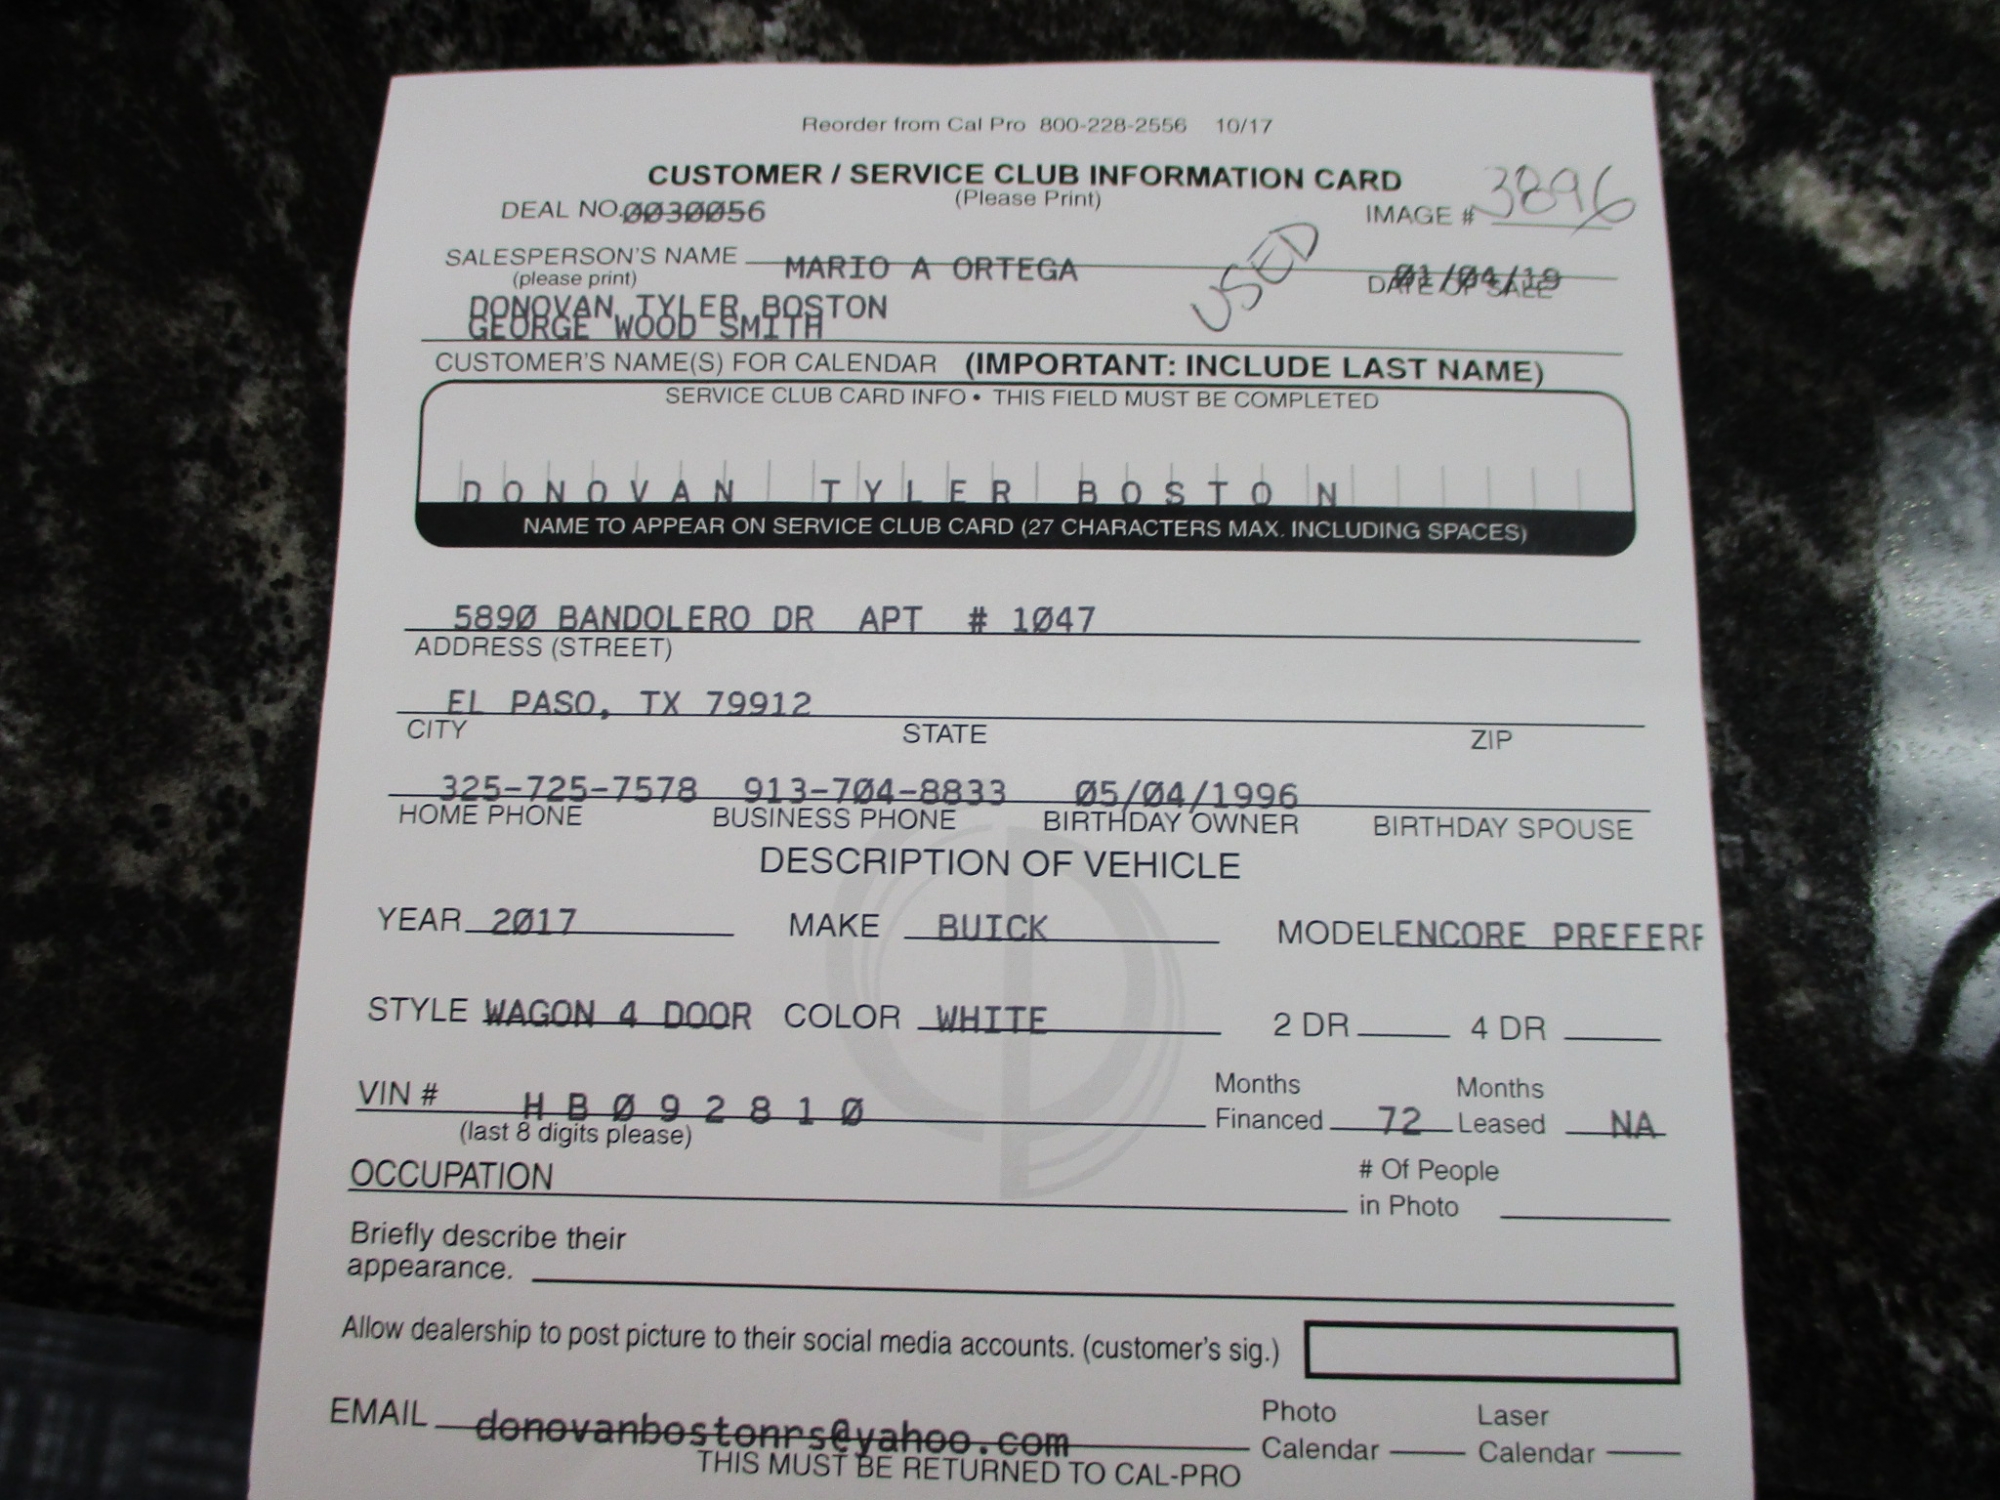 Reorder from Cal Pro 800-228-2556 10/17
CUSTOMER / SERVICE CLUB INFORMATION CARD
(Please Print)
DEAL NO. 0030056
IMAGE # 3896
SALESPERSON'S NAME MARIO A ORTEGA
(please print)
USED
DATE OF SALE 01/04/19
DONOVAN TYLER BOSTON
GEORGE WOOD SMITH
CUSTOMER'S NAME(S) FOR CALENDAR (IMPORTANT: INCLUDE LAST NAME)
SERVICE CLUB CARD INFO • THIS FIELD MUST BE COMPLETED
DONOVAN TYLER BOSTON
NAME TO APPEAR ON SERVICE CLUB CARD (27 CHARACTERS MAX. INCLUDING SPACES)
5890 BANDOLERO DR APT # 1047
ADDRESS (STREET)
EL PASO, TX 79912
CITY STATE ZIP
325-725-7578 913-704-8833 05/04/1996
HOME PHONE BUSINESS PHONE BIRTHDAY OWNER BIRTHDAY SPOUSE
DESCRIPTION OF VEHICLE
YEAR 2017 MAKE BUICK MODEL ENCORE PREFERR
STYLE WAGON 4 DOOR COLOR WHITE 2 DR 4 DR
VIN # HB092810
(last 8 digits please)
Months Financed 72 Months Leased NA
OCCUPATION
# Of People in Photo
Briefly describe their
appearance.
Allow dealership to post picture to their social media accounts. (customer's sig.)
EMAIL donovanbostonrs@yahoo.com
Photo Calendar Laser Calendar
THIS MUST BE RETURNED TO CAL-PRO